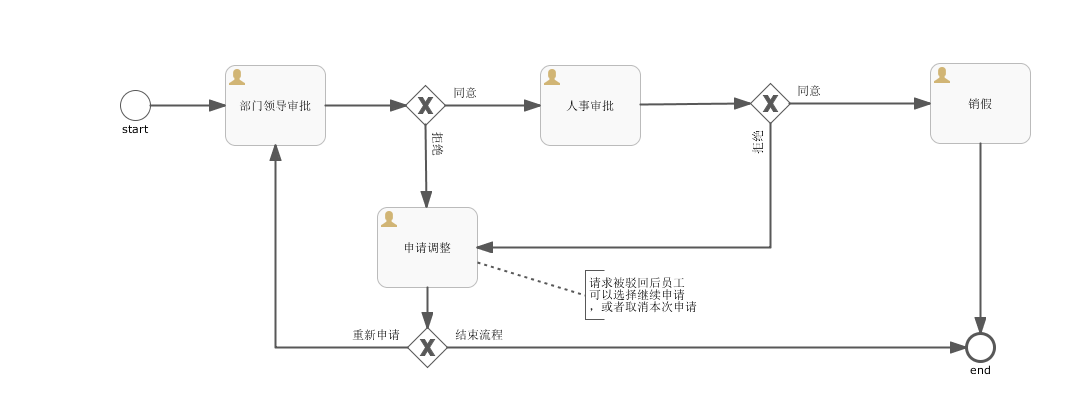 同意
同意
部门领导审批
人事审批
销假
start
拒绝
申请调整
请求被驳回后员工
可以选择继续申请
，或者取消本次申请
重新申请
结束流程
end